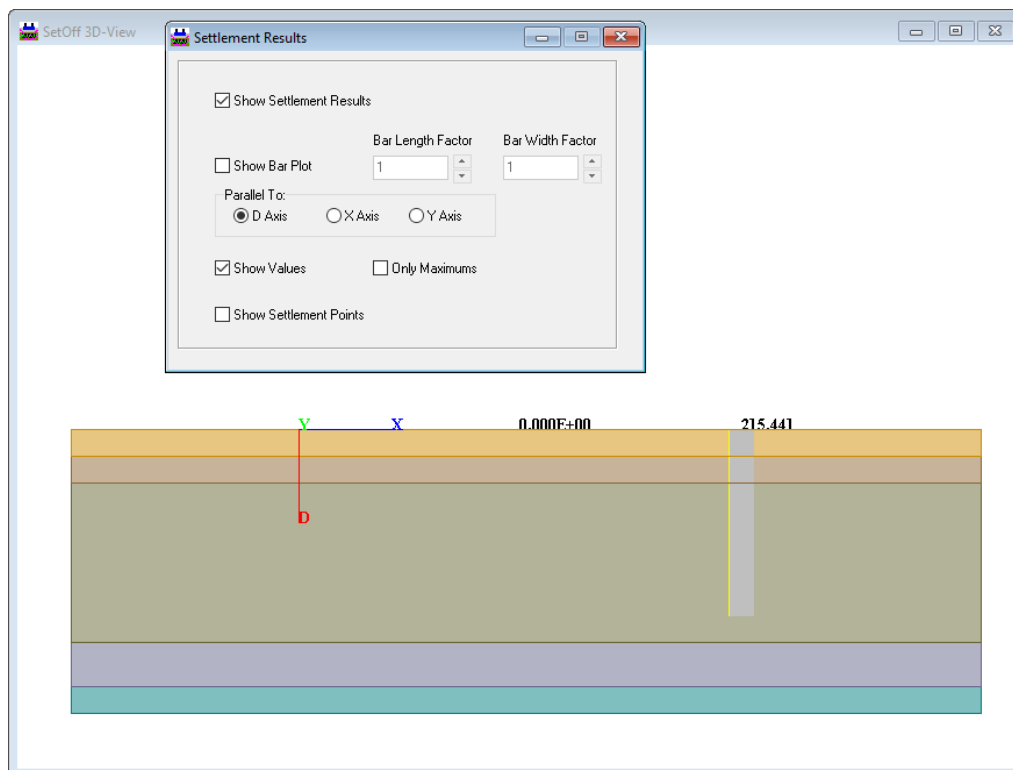 SetOff 3D-View
Settlement Results
Show Settlement Results
Bar Length Factor Bar Width Factor
Show Bar Plot 1 1
Parallel To:
D Axis X Axis Y Axis
Show Values Only Maximums
Show Settlement Points
Y X 0.000E+00 215.441
D